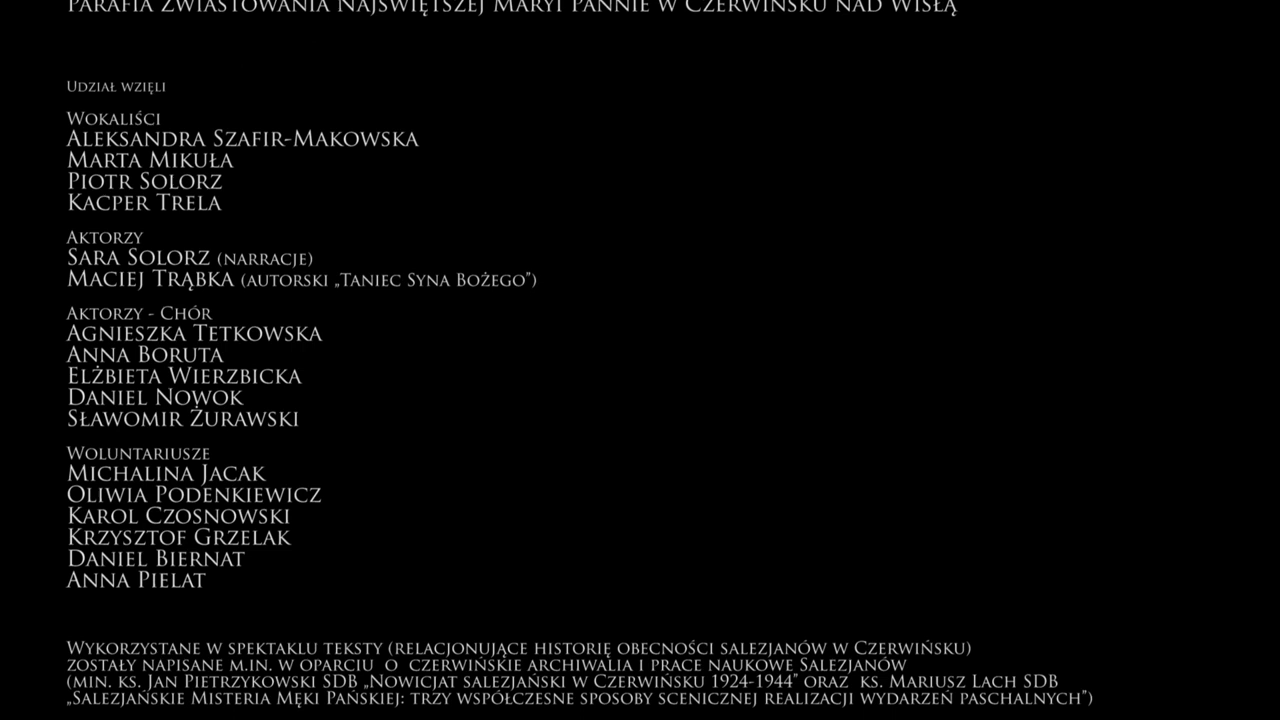 Parafia Zwiastowania Najświętszej Maryi Pannie w Czerwińsku nad Wisłą
Udział wzięli
Wokaliści
Aleksandra Szafir-Makowska
Marta Mikuła
Piotr Solorz
Kacper Trela
Aktorzy
Sara Solorz (narracje)
Maciej Trąbka (autorski „Taniec Syna Bożego”)
Aktorzy - Chór
Agnieszka Tetkowska
Anna Boruta
Elżbieta Wierzbicka
Daniel Nowok
Sławomir Żurawski
Woluntariusze
Michalina Jacak
Oliwia Podenkiewicz
Karol Czosnowski
Krzysztof Grzelak
Daniel Biernat
Anna Pielat
Wykorzystane w spektaklu teksty (relacjonujące historię obecności salezjanów w Czerwińsku)
zostały napisane m.in. w oparciu o czerwińskie archiwalia i prace naukowe Salezjanów
(min. ks. Jan Pietrzykowski SDB „Nowicjat salezjański w Czerwińsku 1924-1944” oraz ks. Mariusz Lach SDB
„Salezjańskie Misteria Męki Pańskiej: trzy współczesne sposoby scenicznej realizacji wydarzeń paschalnych”)